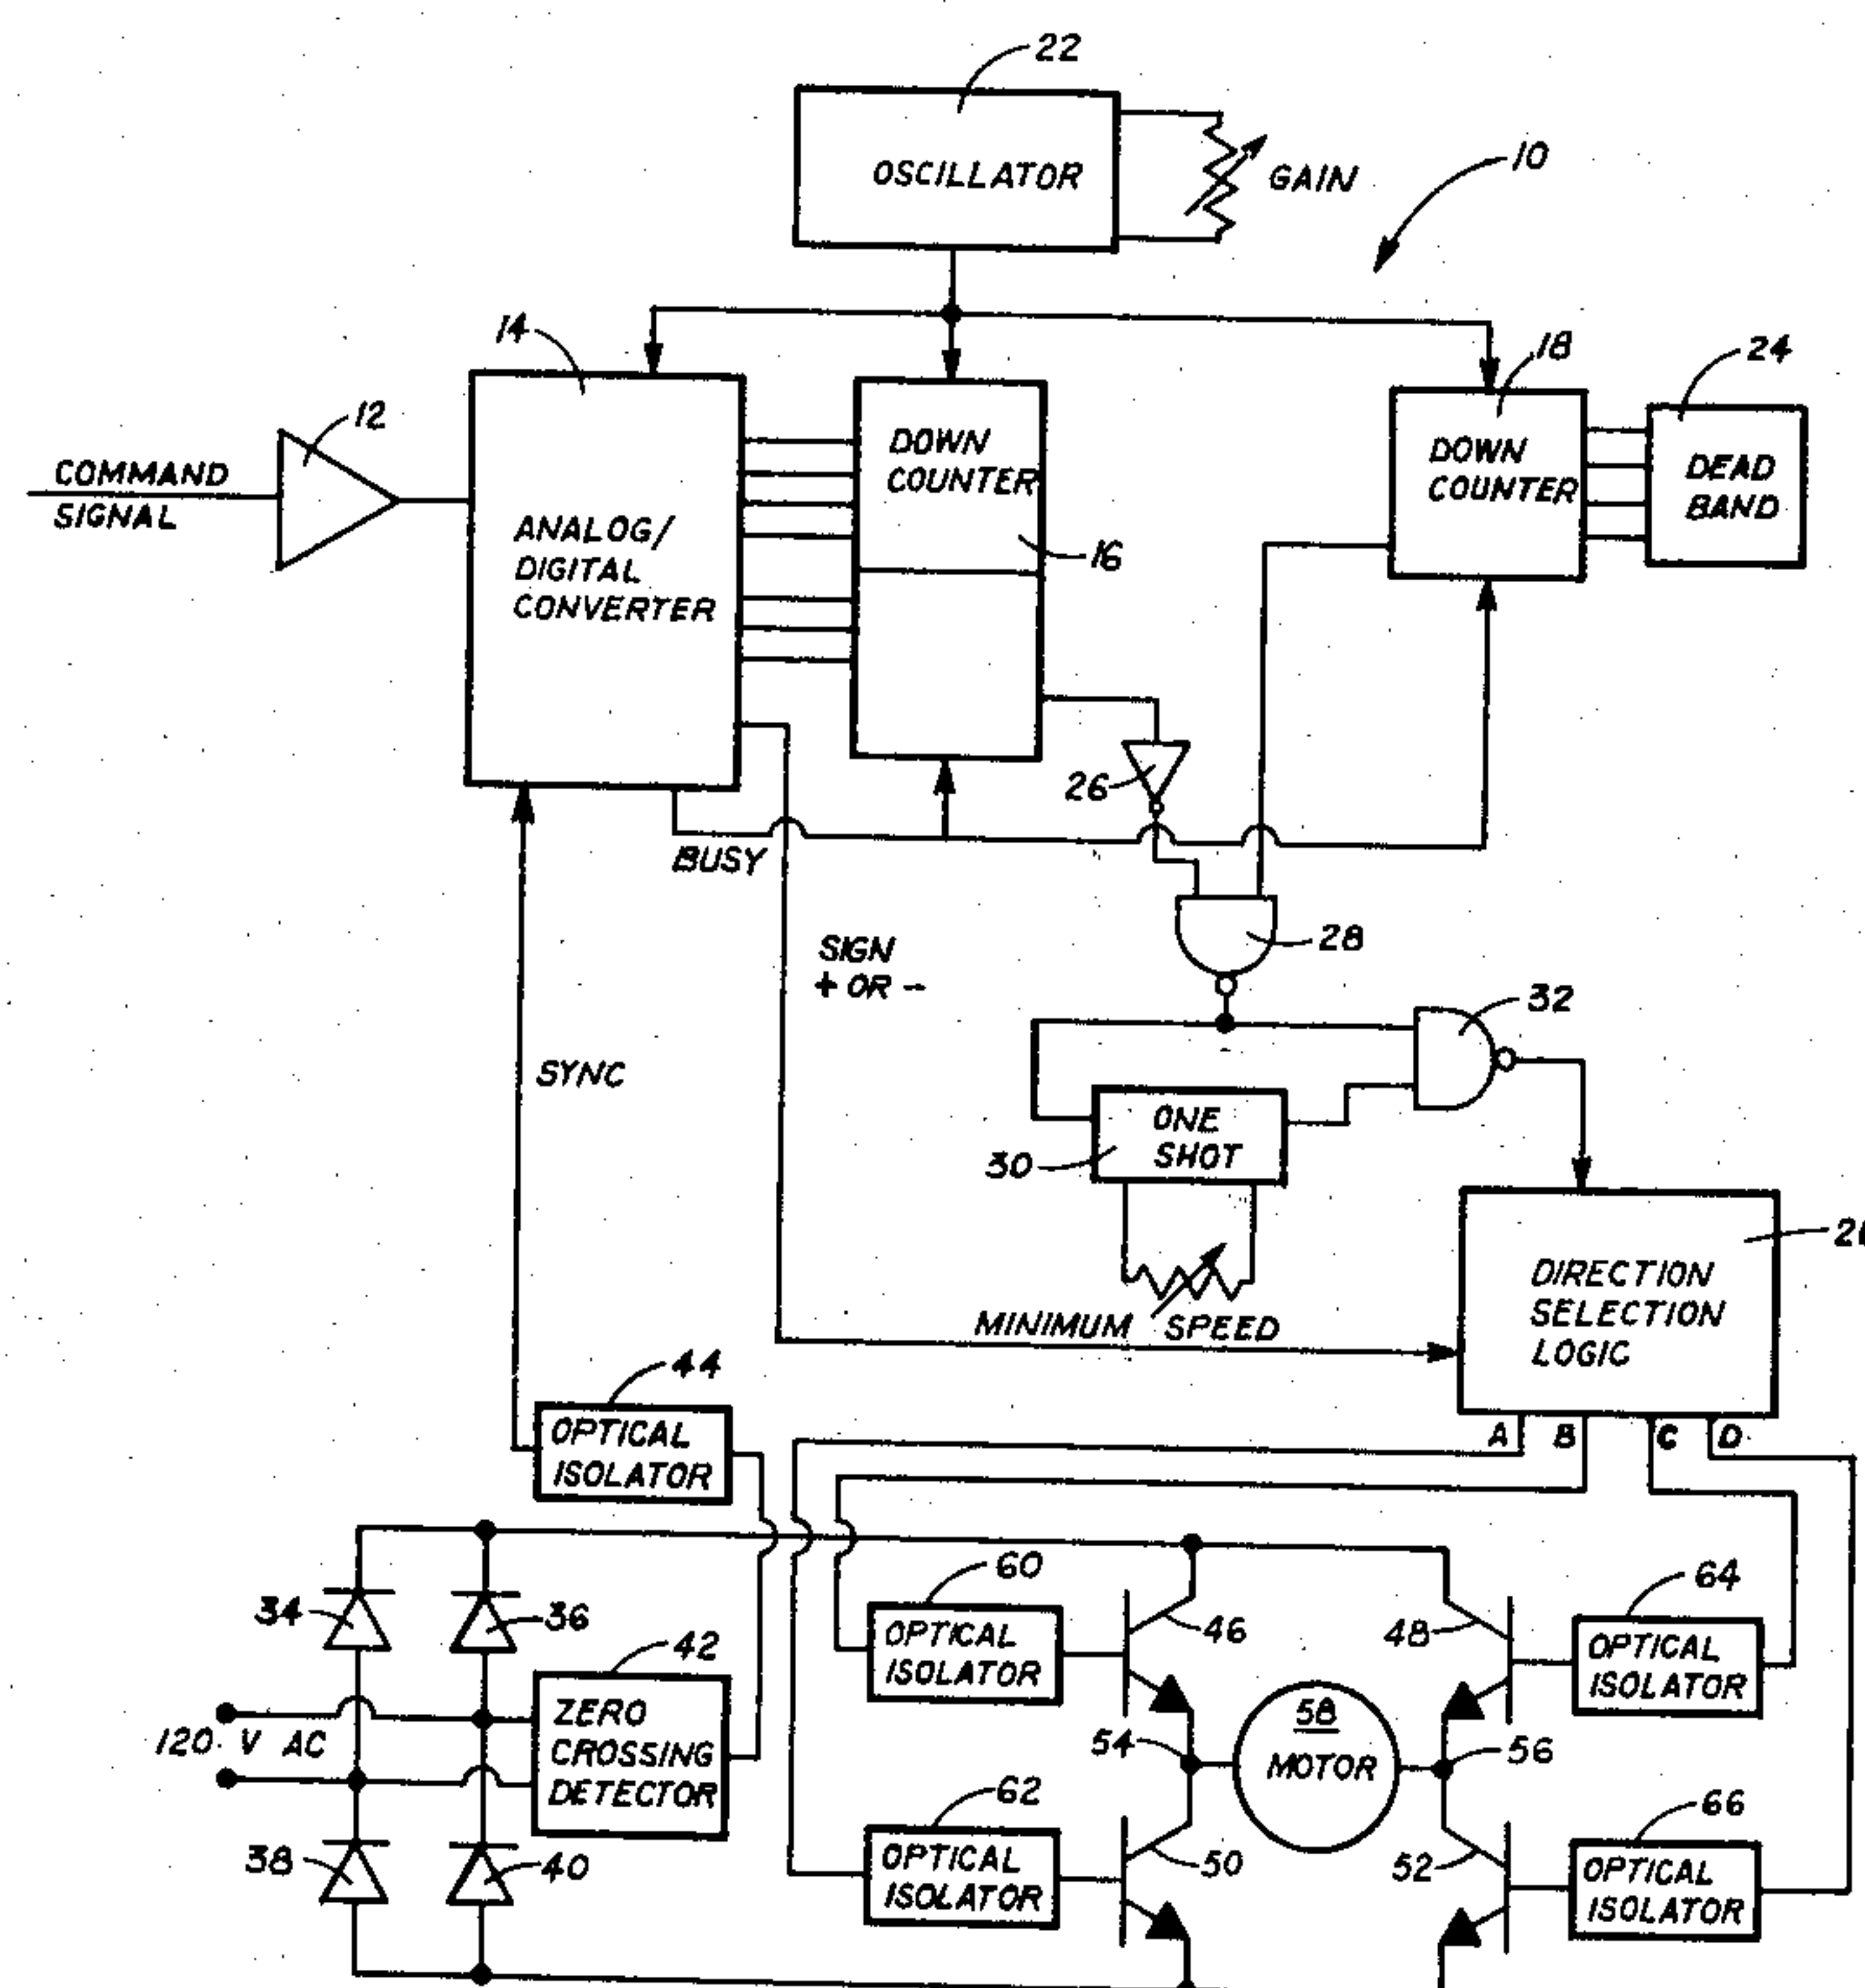 22
OSCILLATOR
GAIN
10
14
18
24
12
COMMAND
SIGNAL
DOWN
COUNTER
DOWN
COUNTER
DEAD
BAND
ANALOG/
DIGITAL
CONVERTER
16
26
BUSY
28
SIGN
+ OR -
32
SYNC
ONE
SHOT
30
DIRECTION
SELECTION
LOGIC
MINIMUM SPEED
44
OPTICAL
ISOLATOR
A B C D
60
64
34
36
42
OPTICAL
ISOLATOR
46
48
OPTICAL
ISOLATOR
ZERO
CROSSING
DETECTOR
120 V AC
54
58
MOTOR
56
62
66
38
40
OPTICAL
ISOLATOR
50
52
OPTICAL
ISOLATOR